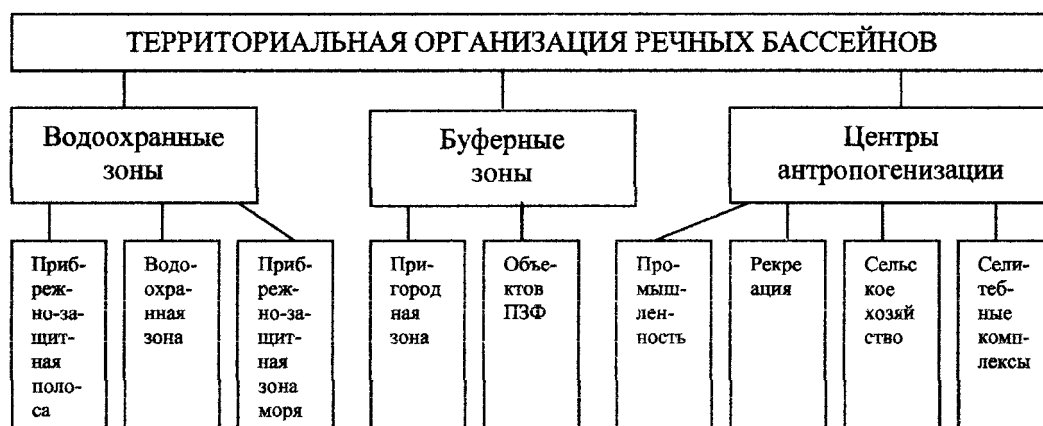 ТЕРРИТОРИАЛЬНАЯ ОРГАНИЗАЦИЯ РЕЧНЫХ БАССЕЙНОВ
Водоохранные
зоны
Буферные
зоны
Центры
антропогенизации
Приб-
реж-
но-за-
щит-
ная
поло-
са
Водо-
охра-
нная
зона
Приб-
реж-
но-за-
щит-
ная
зона
моря
При-
город
ная
зона
Объе-
ктов
ПЗФ
Про-
мыш-
лен-
ность
Рекре
ация
Сельс
кое
хозяй
ство
Сели-
теб-
ные
комп-
лексы